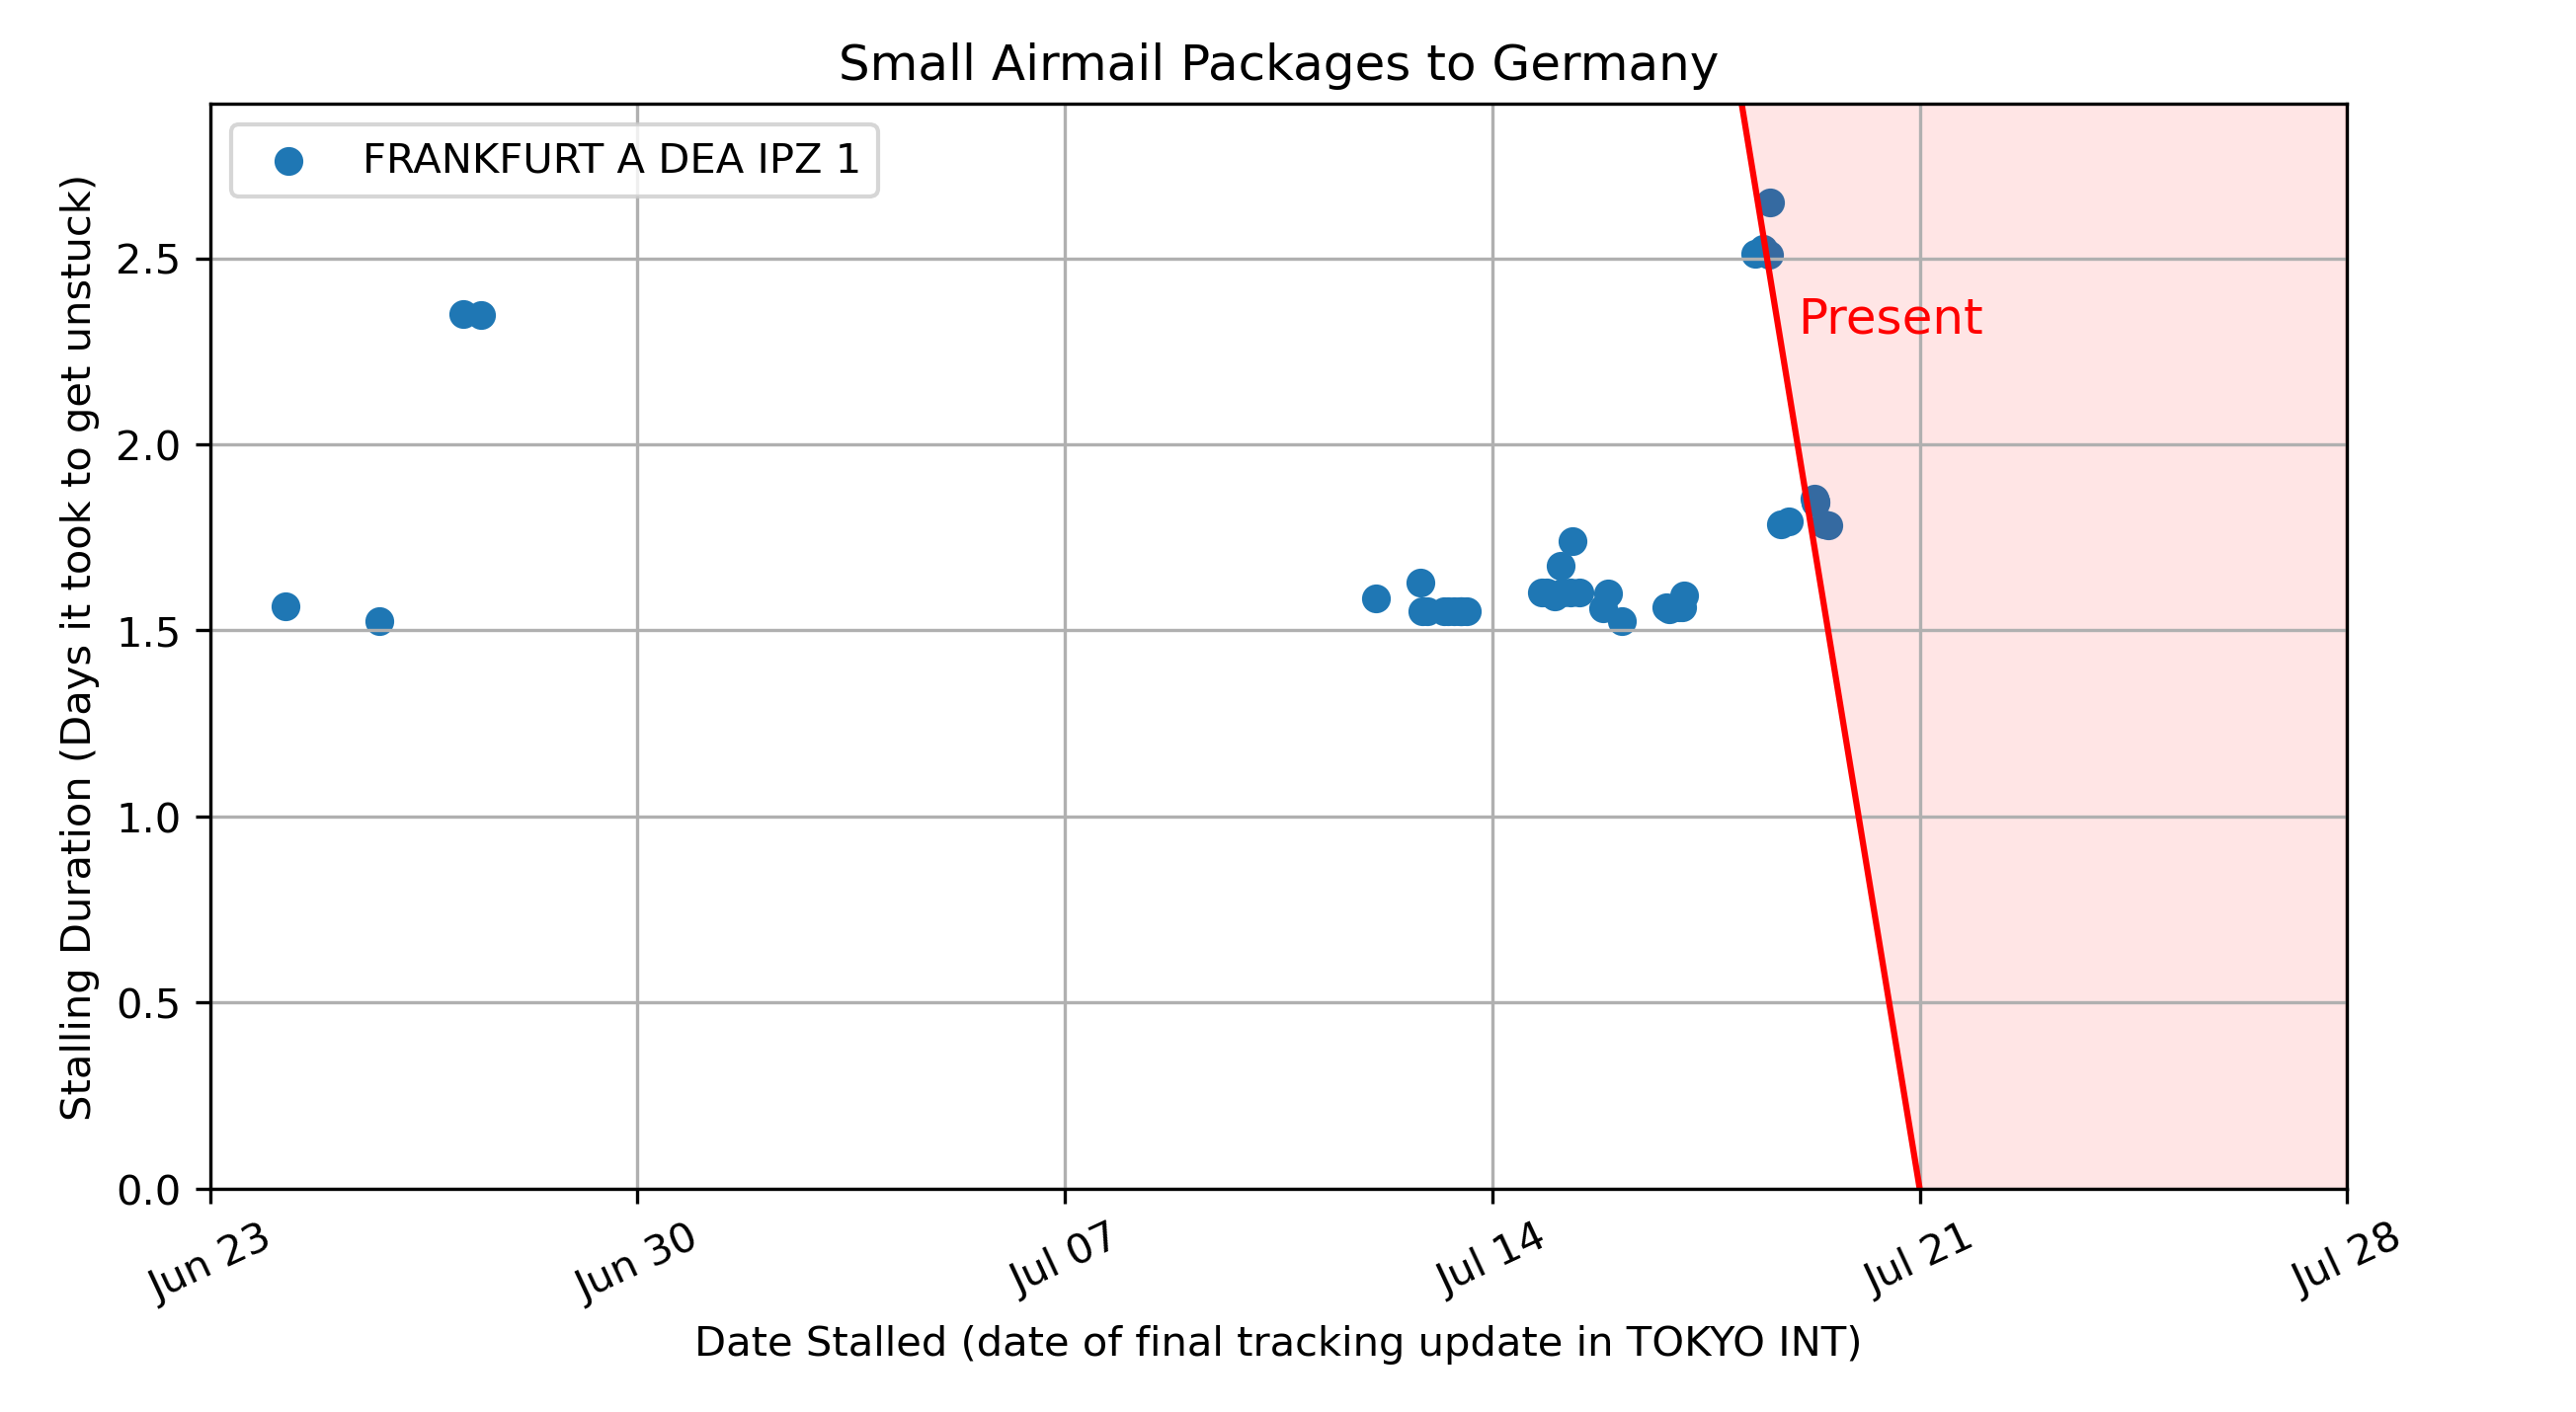 Small Airmail Packages to Germany
FRANKFURT A DEA IPZ 1
Stalling Duration (Days it took to get unstuck)
2.5
2.0
1.5
1.0
0.5
0.0
Present
Jun 23
Jun 30
Jul 07
Jul 14
Jul 21
Jul 28
Date Stalled (date of final tracking update in TOKYO INT)